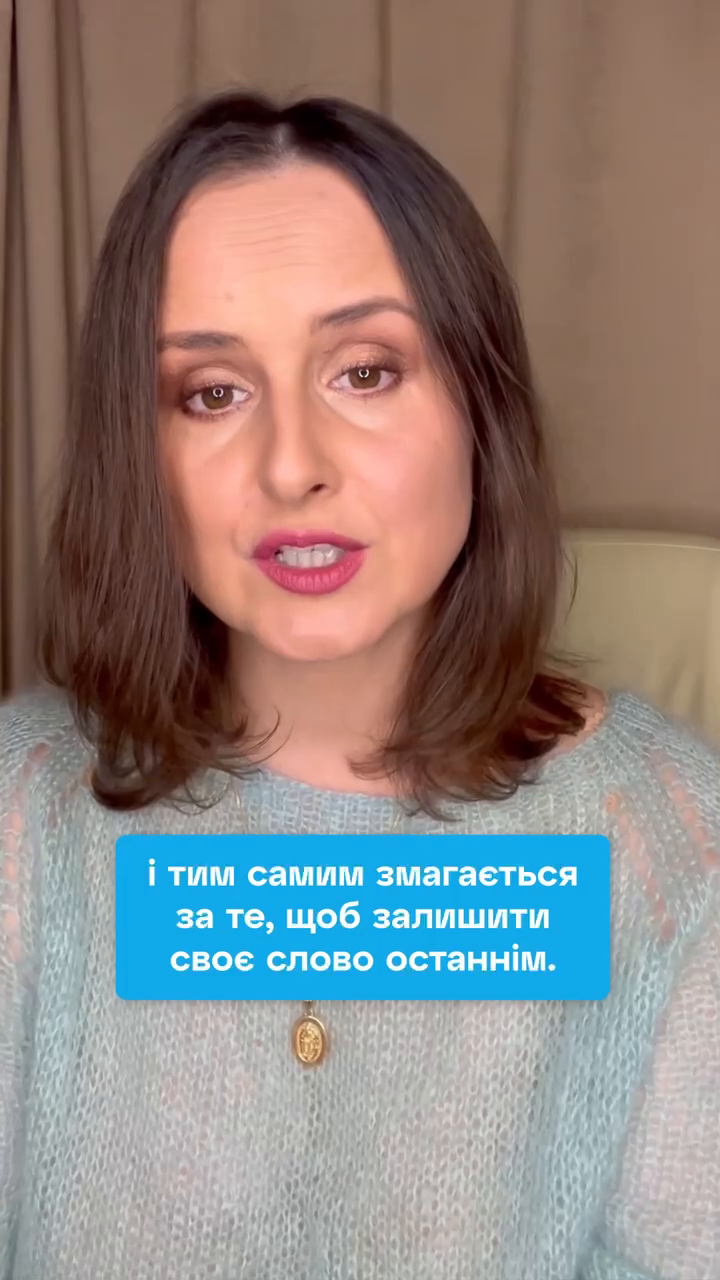 і тим самим змагається
за те, щоб залишити
своє слово останнім.